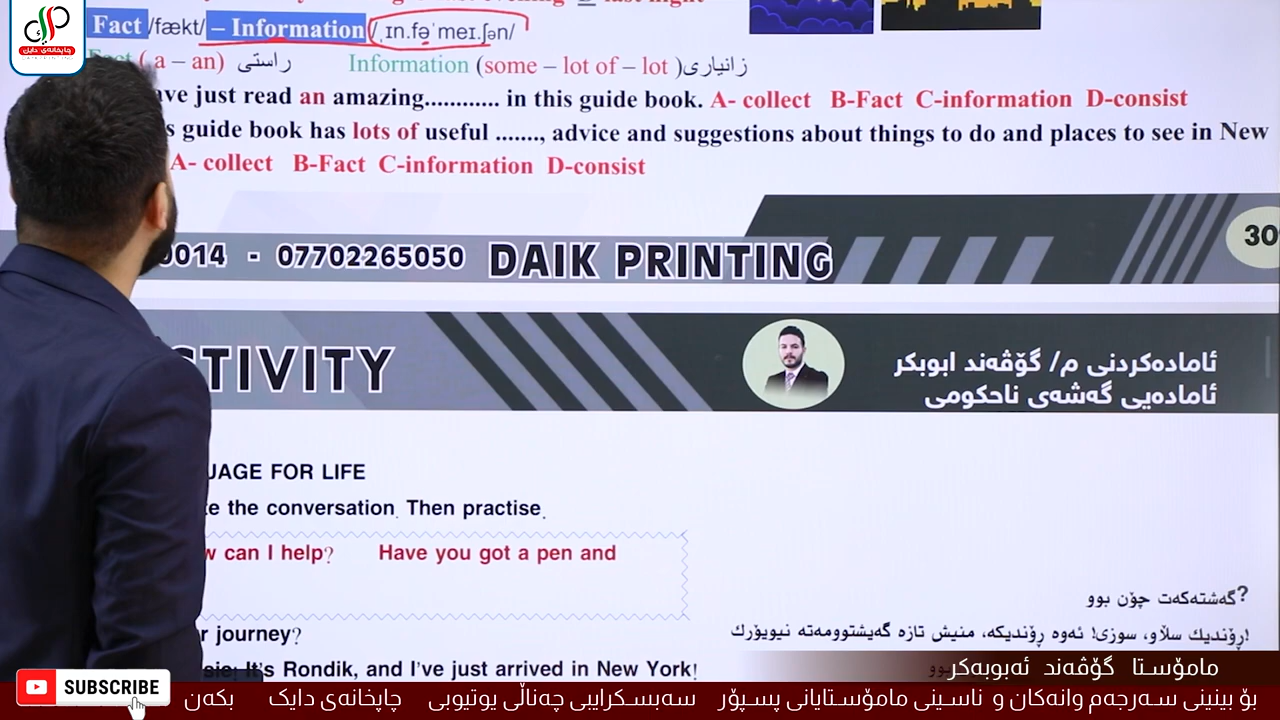 چاپخانەی دایك
Fact /fækt/ – Information /ˌɪn.fəˈmeɪ.ʃən/
Fact ( a – an) راستی Information (some – lot of – lot )زانیاری
ave just read an amazing............ in this guide book. A- collect B-Fact C-information D-consist
s guide book has lots of useful ......., advice and suggestions about things to do and places to see in New
A- collect B-Fact C-information D-consist
0014 - 07702265050 DAIK PRINTING
30
CTIVITY
ئامادەکردنی م/ گۆڤەند ابوبکر
ئامادەیی گەشەی ناحکومی
UAGE FOR LIFE
te the conversation. Then practise.
w can I help? Have you got a pen and
گەشتەکەت چۆن بوو?
r journey?
ڕۆندیك سڵاو، سوزی! ئەوە ڕۆندیکە، منیش تازە گەیشتوومەتە نیویۆرك!
sie! It's Rondik, and I've just arrived in New York!
مامۆستا گۆڤەند ئەبوبەکر
SUBSCRIBE
بۆ بینینی سەرجەم وانەکان و ناسینی مامۆستایانی پسپۆر سەبسکرایبی چەناڵی یوتیوبی چاپخانەی دایک بکەن